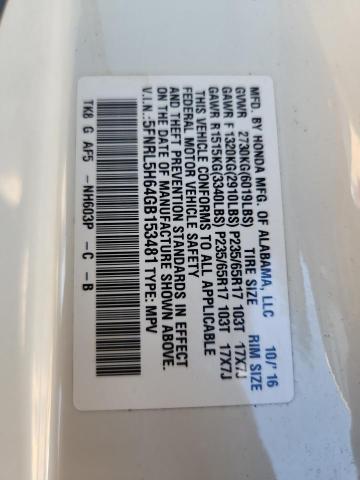 MFD. BY HONDA MFG. OF ALABAMA, LLC 10/'16
GVWR 2730KG(6019LBS) TIRE SIZE RIM SIZE
GAWR F 1320KG(2910LBS) P235/65R17 103T 17X7J
GAWR R1515KG(3340LBS) P235/65R17 103T 17X7J
THIS VEHICLE CONFORMS TO ALL APPLICABLE
FEDERAL MOTOR VEHICLE SAFETY
AND THEFT PREVENTION STANDARDS IN EFFECT
ON THE DATE OF MANUFACTURE SHOWN ABOVE.
V.I.N.:5FNRL5H64GB153481 TYPE: MPV
TK8 G AF5 -NH603P -C -B